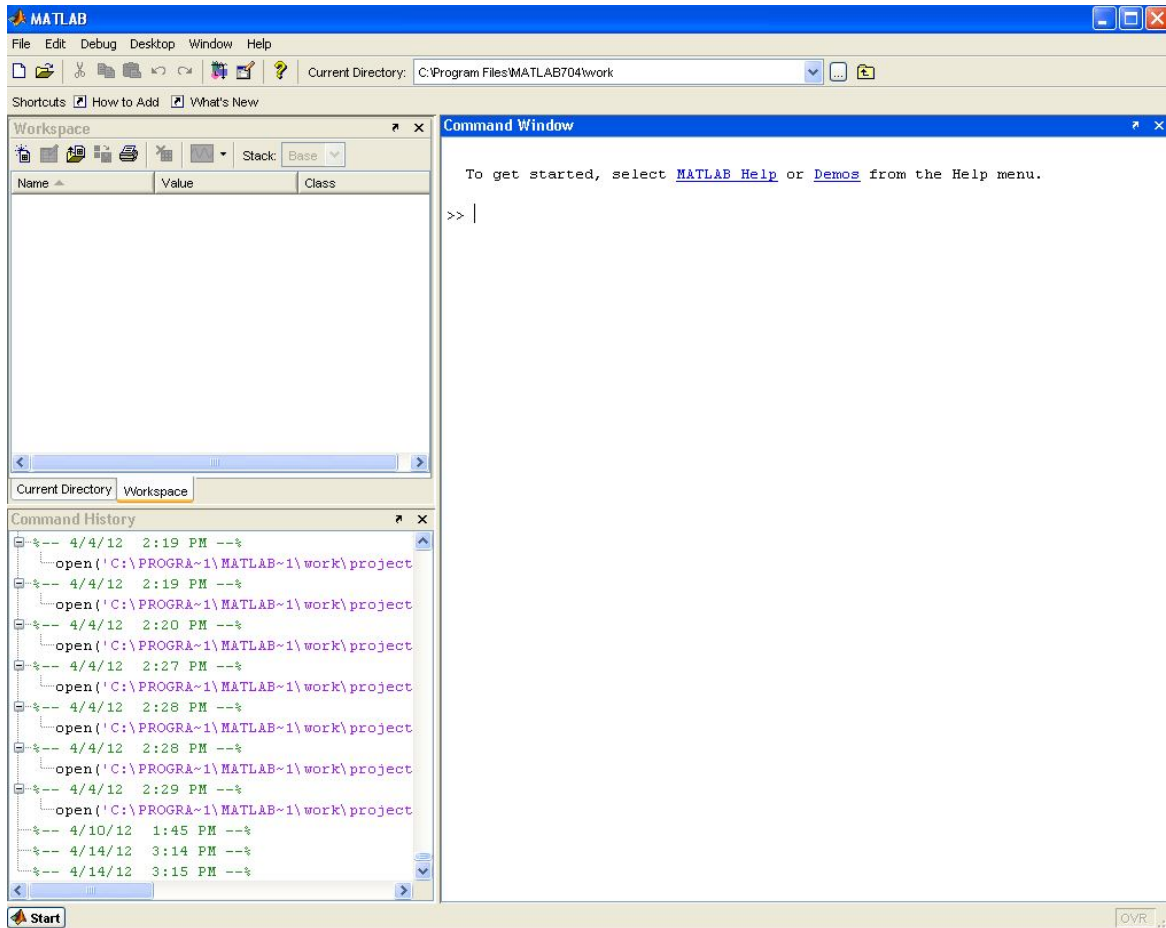 MATLAB
File Edit Debug Desktop Window Help
Current Directory: C:\Program Files\MATLAB704\work
Shortcuts How to Add What's New
Workspace
Stack: Base
Name Value Class
Current Directory Workspace
Command History
%-- 4/4/12 2:19 PM --%
open('C:\PROGRA~1\MATLAB~1\work\project
%-- 4/4/12 2:19 PM --%
open('C:\PROGRA~1\MATLAB~1\work\project
%-- 4/4/12 2:20 PM --%
open('C:\PROGRA~1\MATLAB~1\work\project
%-- 4/4/12 2:27 PM --%
open('C:\PROGRA~1\MATLAB~1\work\project
%-- 4/4/12 2:28 PM --%
open('C:\PROGRA~1\MATLAB~1\work\project
%-- 4/4/12 2:28 PM --%
open('C:\PROGRA~1\MATLAB~1\work\project
%-- 4/4/12 2:29 PM --%
open('C:\PROGRA~1\MATLAB~1\work\project
%-- 4/10/12 1:45 PM --%
%-- 4/14/12 3:14 PM --%
%-- 4/14/12 3:15 PM --%
Command Window
To get started, select MATLAB Help or Demos from the Help menu.
>>
Start
OVR